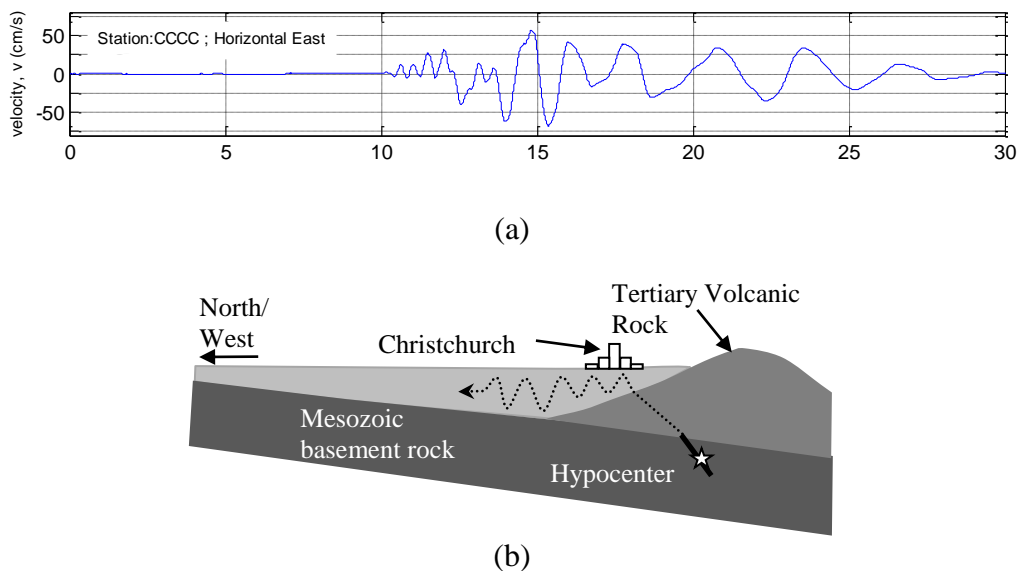 velocity, v (cm/s)
50
0
-50
Station:CCCC ; Horizontal East
0 5 10 15 20 25 30
(a)
North/
West
Christchurch
Tertiary Volcanic
Rock
Mesozoic
basement rock
Hypocenter
(b)